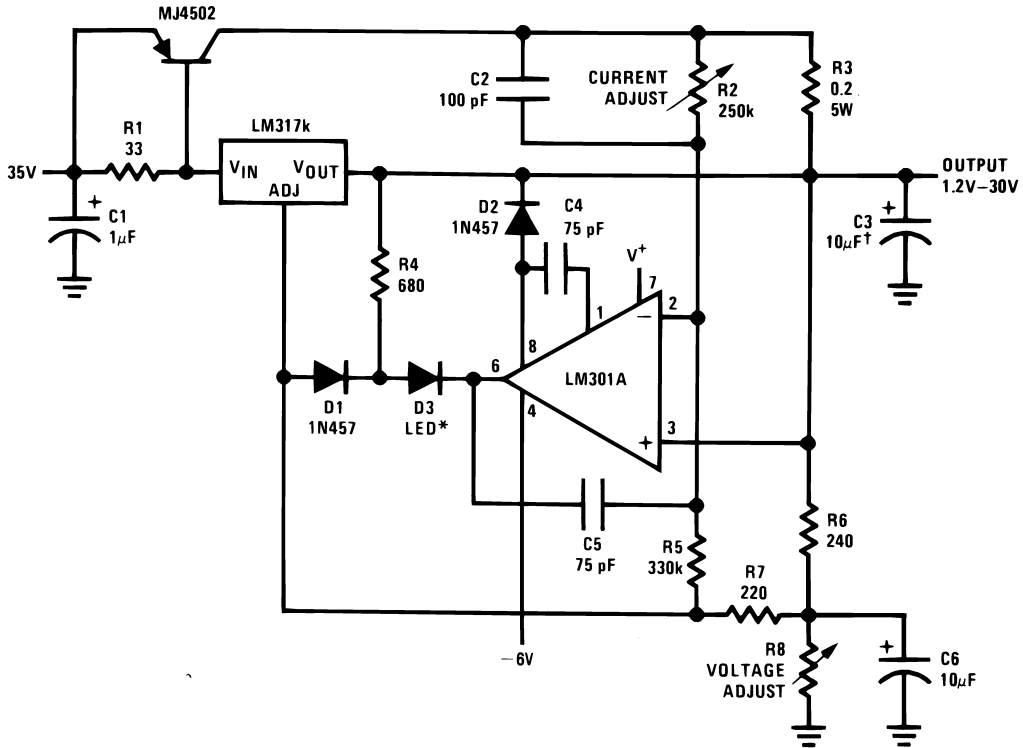 MJ4502
C2
100 pF
CURRENT
ADJUST
R2
250k
R3
0.2
5W
R1
33
LM317k
35V
VIN
VOUT
ADJ
OUTPUT
1.2V–30V
+
C1
1μF
D2
1N457
C4
75 pF
+
C3
10μF†
R4
680
V+
7
1
2
−
8
6
LM301A
4
D1
1N457
D3
LED*
+
3
C5
75 pF
R5
330k
R6
240
R7
220
−6V
R8
VOLTAGE
ADJUST
+
C6
10μF